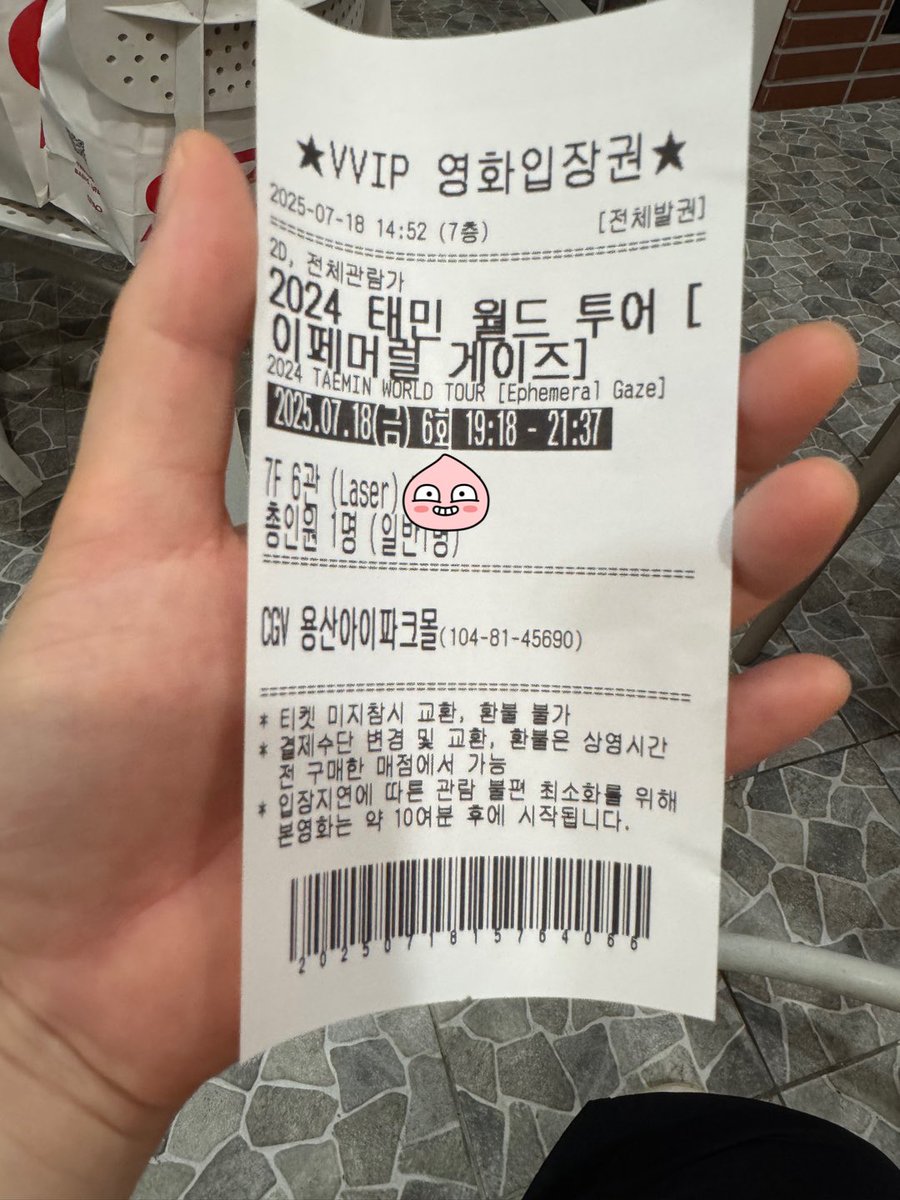 ★VVIP 영화입장권★
2025-07-18 14:52 (7층) [전체발권]
2D, 전체관람가
2024 태민 월드 투어 [
이페머럴 게이즈]
2024 TAEMIN WORLD TOUR [Ephemeral Gaze]
2025.07.18(금) 6회 19:18 - 21:37
7F 6관 (Laser)
총인원 1명 (일반1명)
CGV 용산아이파크몰(104-81-45690)
* 티켓 미지참시 교환, 환불 불가
* 결제수단 변경 및 교환, 환불은 상영시간
전 구매한 매점에서 가능
* 입장지연에 따른 관람 불편 최소화를 위해
본영화는 약 10여분 후에 시작됩니다.
2025071815764066